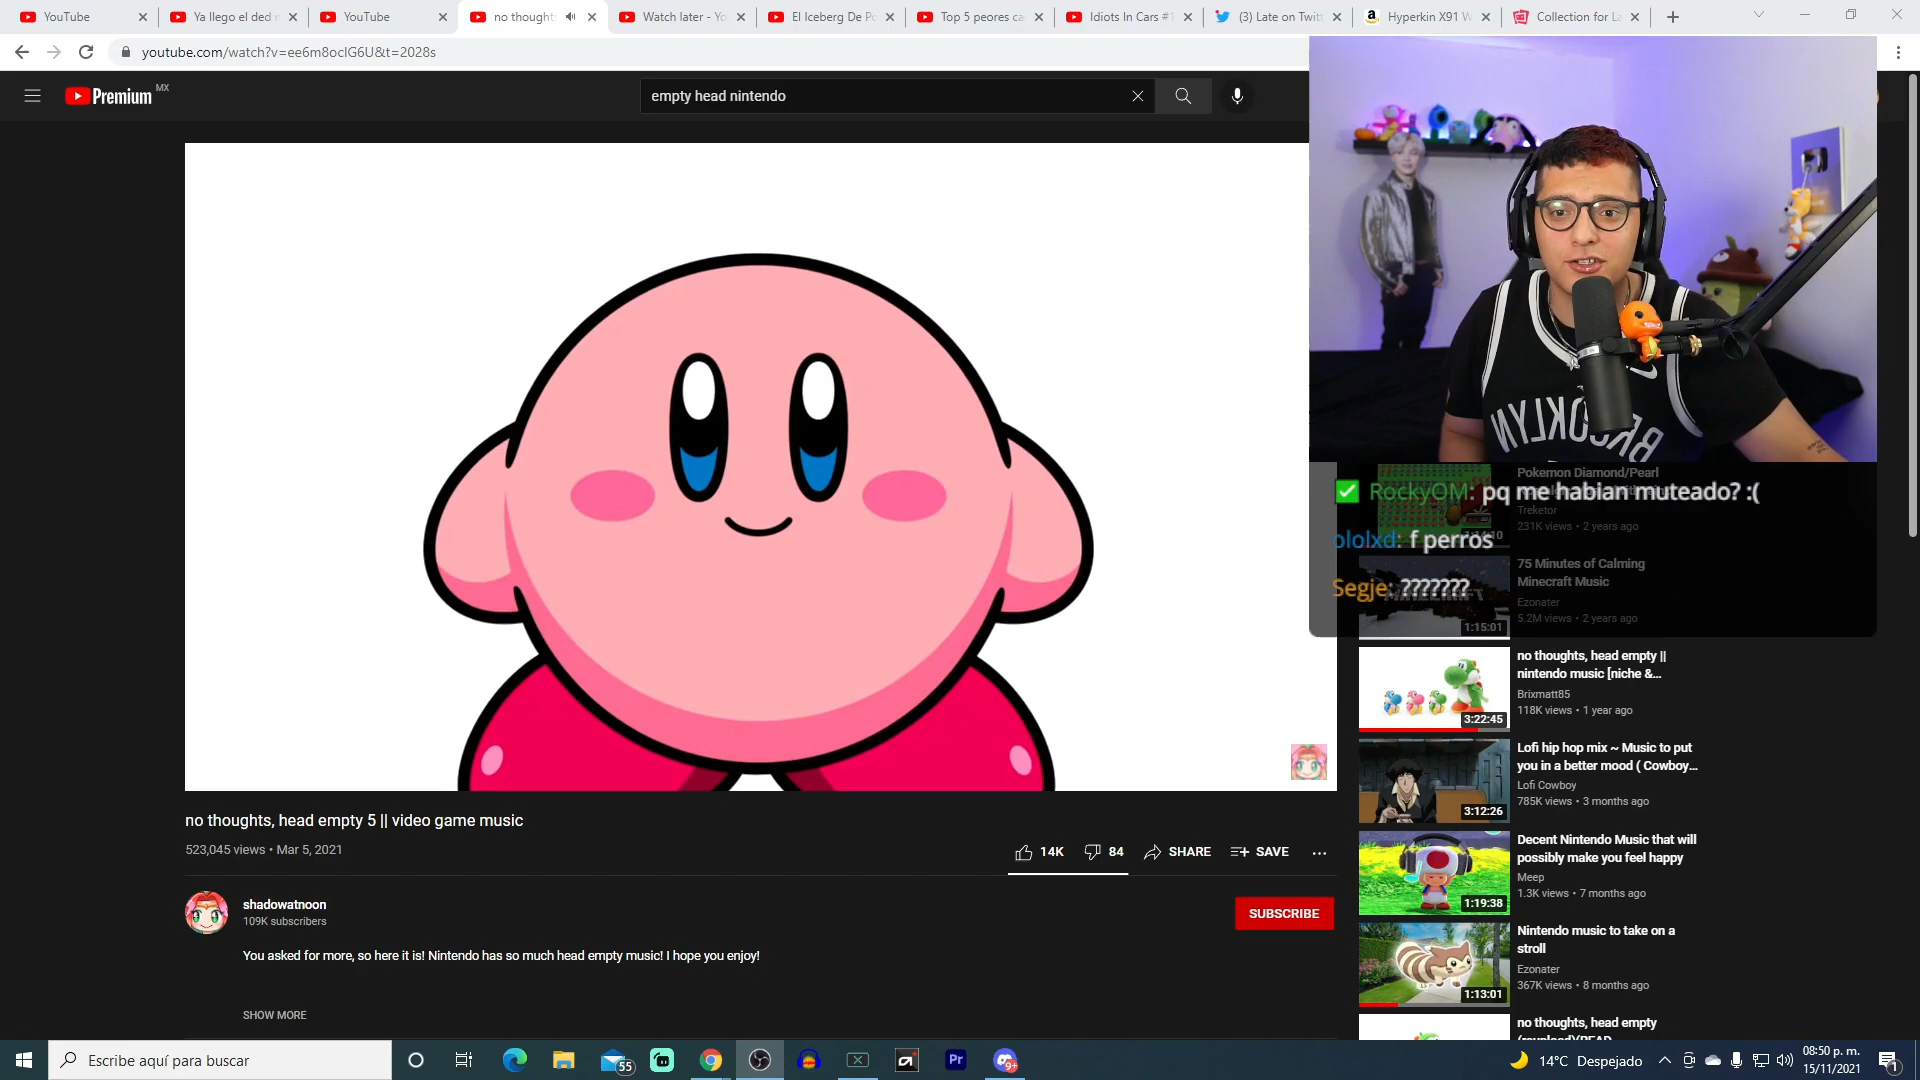 YouTube
Ya llego el ded n
YouTube
no thought
Watch later - Yo
El Iceberg De Po
Top 5 peores ca
Idiots In Cars #1
(3) Late on Twitt
Hyperkin X91 W
Collection for La
youtube.com/watch?v=ee6m8oclG6U&t=2028s
Premium MX
empty head nintendo
BROOKLYN
Pokemon Diamond/Pearl
Treketor
231K views • 2 years ago
RockyOM: pq me habian muteado? :(
ololxd: f perros
Segje: ???????
75 Minutes of Calming
Minecraft Music
Ezonater
5.2M views • 2 years ago
1:15:01
no thoughts, head empty ||
nintendo music [niche &...
Brixmatt85
118K views • 1 year ago
3:22:45
Lofi hip hop mix ~ Music to put
you in a better mood ( Cowboy...
Lofi Cowboy
785K views • 3 months ago
3:12:26
Decent Nintendo Music that will
possibly make you feel happy
Meep
1.3K views • 7 months ago
1:19:38
Nintendo music to take on a
stroll
Ezonater
367K views • 8 months ago
1:13:01
no thoughts, head empty
(reupload)(READ
no thoughts, head empty 5 || video game music
523,045 views • Mar 5, 2021
14K
84
SHARE
SAVE
shadowatnoon
109K subscribers
SUBSCRIBE
You asked for more, so here it is! Nintendo has so much head empty music! I hope you enjoy!
SHOW MORE
Escribe aquí para buscar
55
Pr
9+
14°C Despejado
08:50 p. m.
15/11/2021
1